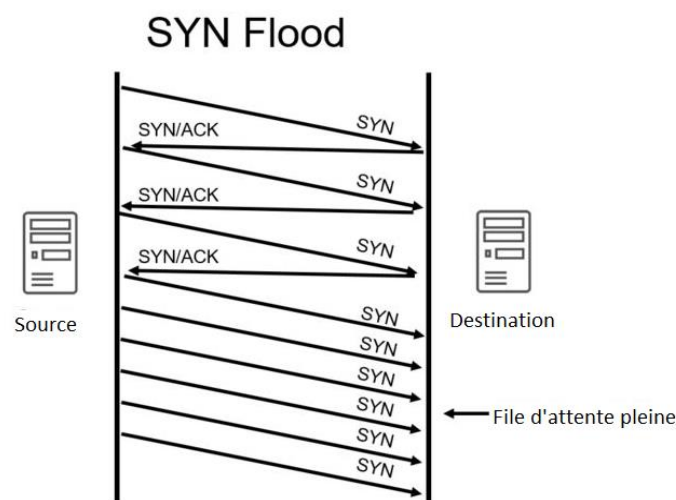 SYN Flood
SYN
SYN/ACK
SYN
SYN/ACK
SYN
SYN/ACK
SYN
Source
Destination
SYN
SYN
SYN
File d'attente pleine
SYN
SYN